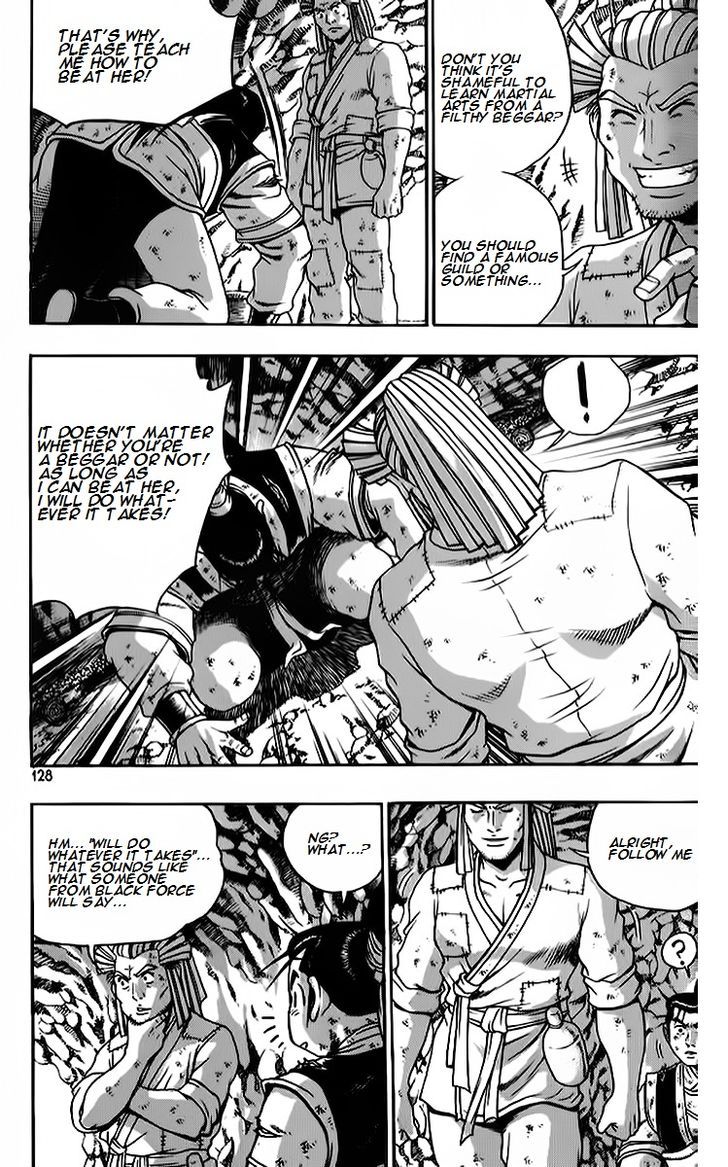 THAT'S WHY,
PLEASE TEACH
ME HOW TO
BEAT HER!
DON'T YOU
THINK IT'S
SHAMEFUL TO
LEARN MARTIAL
ARTS FROM A
FILTHY BEGGAR?
YOU SHOULD
FIND A FAMOUS
GUILD OR
SOMETHING...
IT DOESN'T MATTER
WHETHER YOU'RE
A BEGGAR OR NOT!
AS LONG AS
I CAN BEAT HER,
I WILL DO WHAT-
EVER IT TAKES!
!
128
HM... "WILL DO
WHATEVER IT TAKES"...
THAT SOUNDS LIKE
WHAT SOMEONE
FROM BLACK FORCE
WILL SAY...
NG?
WHAT...?
ALRIGHT,
FOLLOW ME
?